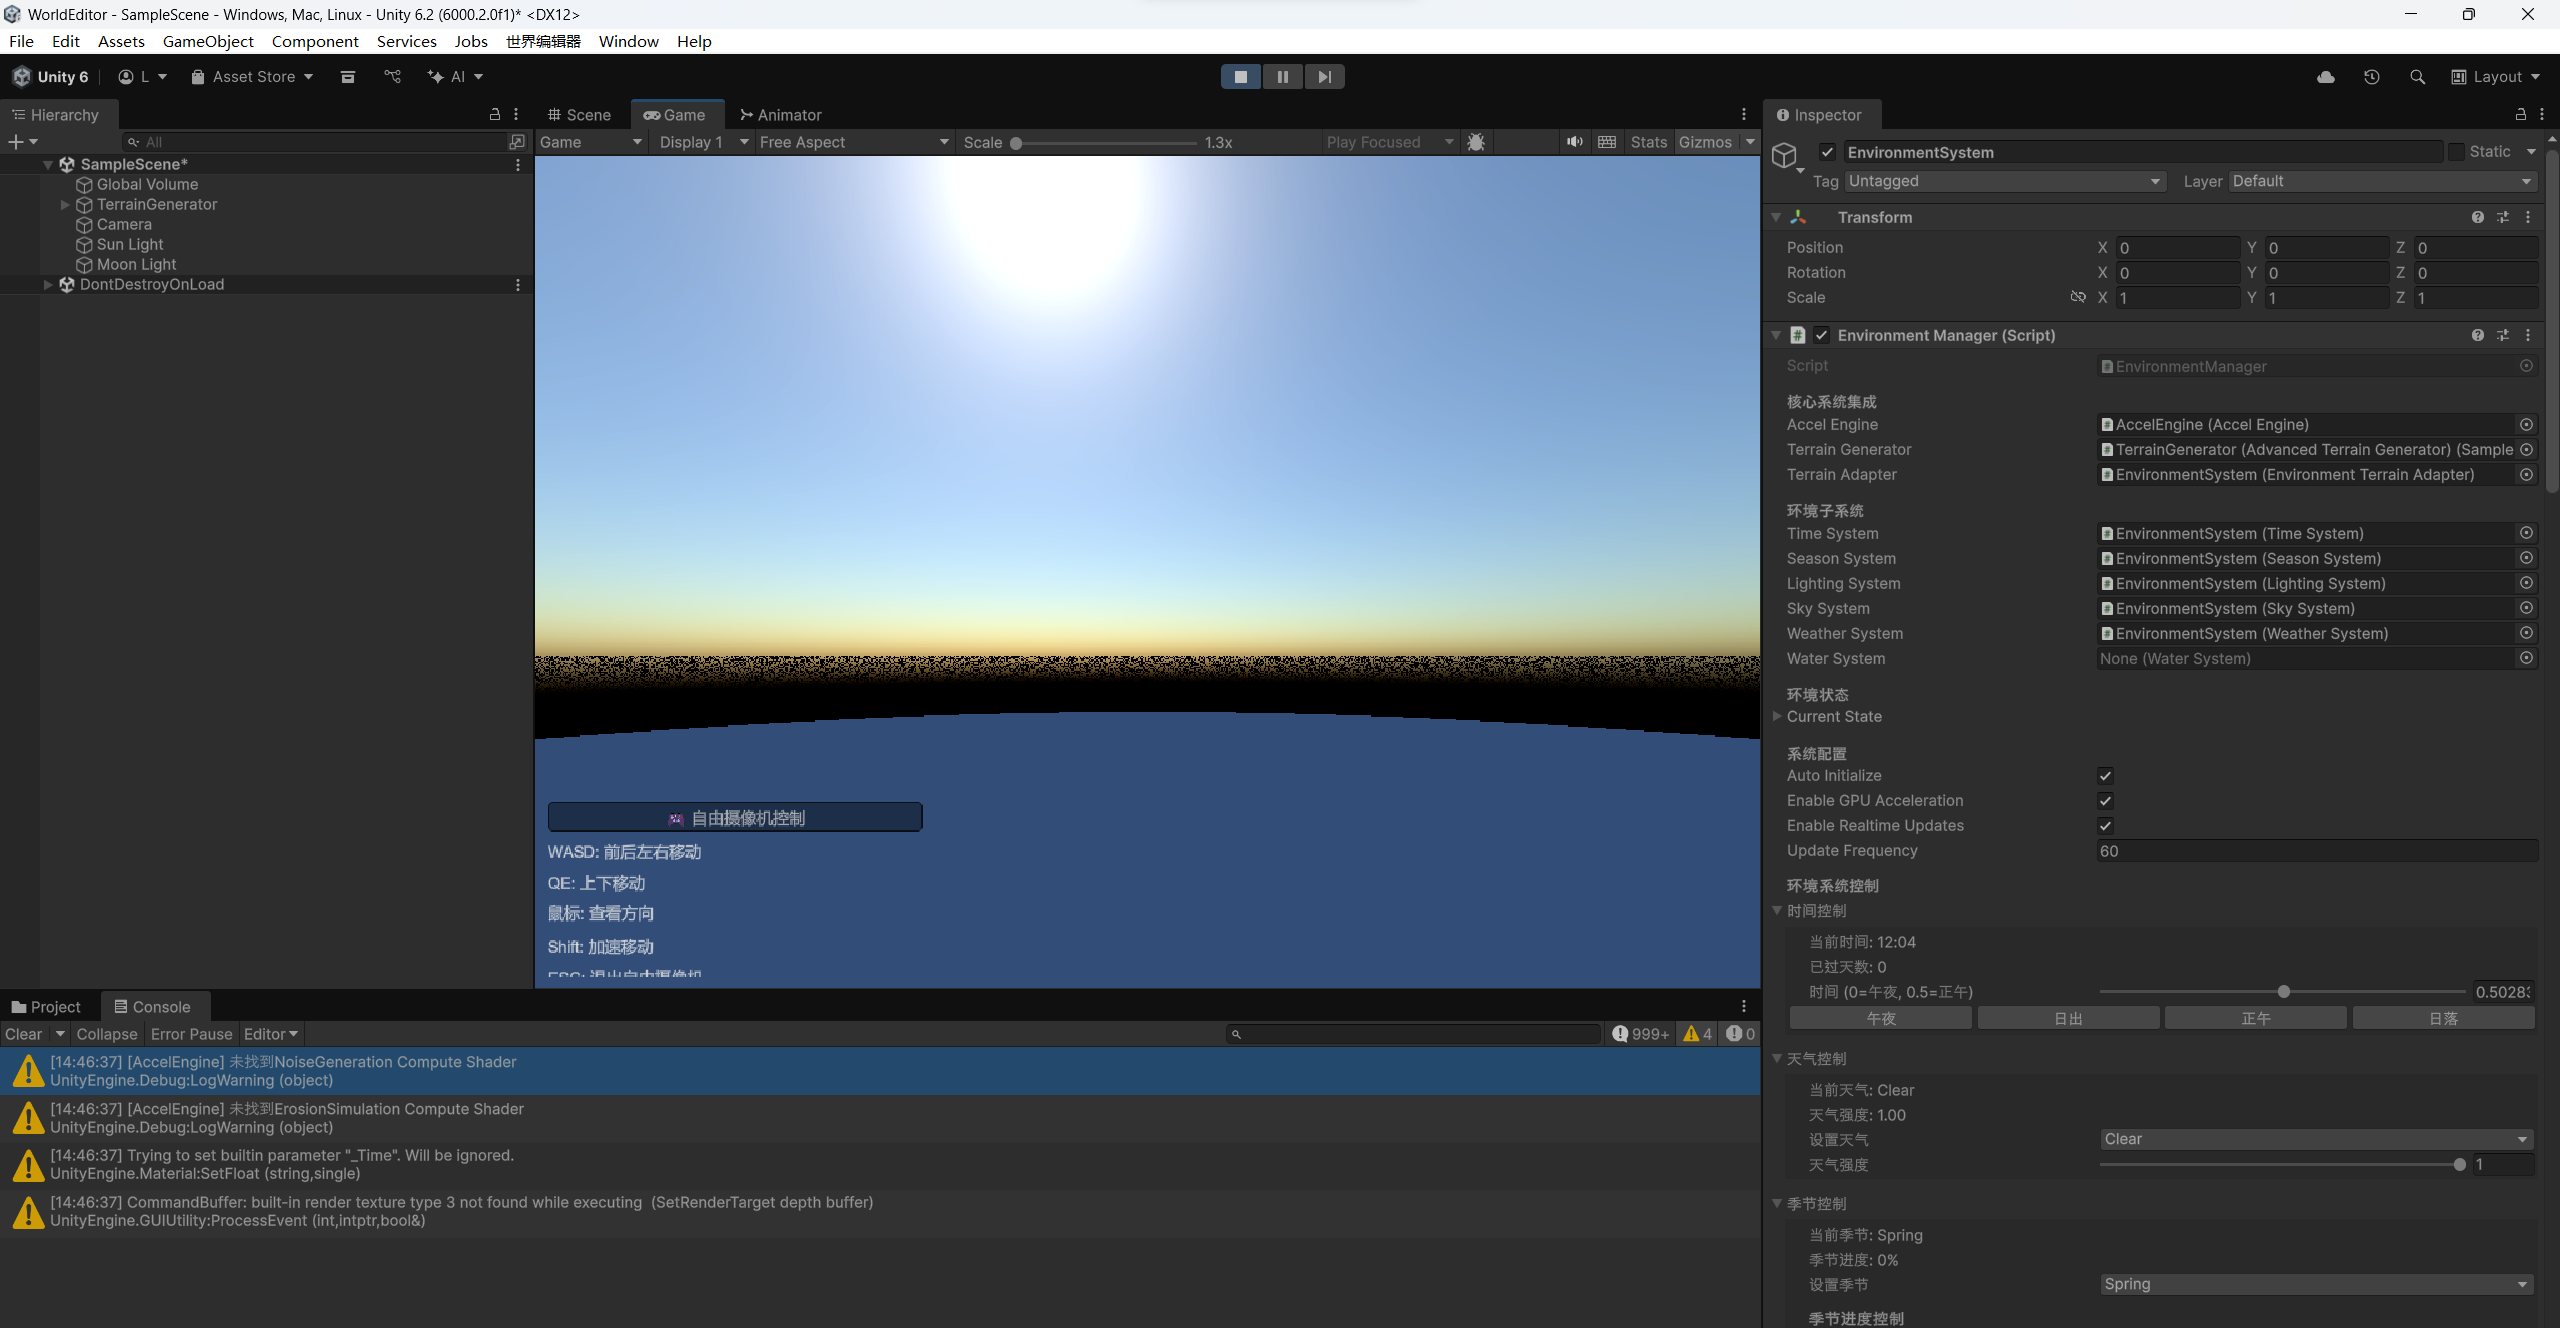 WorldEditor - SampleScene - Windows, Mac, Linux - Unity 6.2 (6000.2.0f1)* <DX12>
File Edit Assets GameObject Component Services Jobs 世界编辑器 Window Help
Unity 6 L Asset Store AI Layout
Hierarchy
All
SampleScene*
Global Volume
TerrainGenerator
Camera
Sun Light
Moon Light
DontDestroyOnLoad
Scene Game Animator
Game Display 1 Free Aspect Scale 1.3x Play Focused Stats Gizmos
自由摄像机控制
WASD: 前后左右移动
QE: 上下移动
鼠标: 查看方向
Shift: 加速移动
ESC: 退出自由摄像机
Inspector
EnvironmentSystem Static
Tag Untagged Layer Default
Transform
Position X 0 Y 0 Z 0
Rotation X 0 Y 0 Z 0
Scale X 1 Y 1 Z 1
Environment Manager (Script)
Script EnvironmentManager
核心系统集成
Accel Engine AccelEngine (Accel Engine)
Terrain Generator TerrainGenerator (Advanced Terrain Generator) (Sample
Terrain Adapter EnvironmentSystem (Environment Terrain Adapter)
环境子系统
Time System EnvironmentSystem (Time System)
Season System EnvironmentSystem (Season System)
Lighting System EnvironmentSystem (Lighting System)
Sky System EnvironmentSystem (Sky System)
Weather System EnvironmentSystem (Weather System)
Water System None (Water System)
环境状态
Current State
系统配置
Auto Initialize
Enable GPU Acceleration
Enable Realtime Updates
Update Frequency 60
环境系统控制
时间控制
当前时间: 12:04
已过天数: 0
时间 (0=午夜, 0.5=正午) 0.5028
午夜 日出 正午 日落
天气控制
当前天气: Clear
天气强度: 1.00
设置天气 Clear
天气强度 1
季节控制
当前季节: Spring
季节进度: 0%
设置季节 Spring
季节进度控制
Project Console
Clear Collapse Error Pause Editor 999+ 4 0
[14:46:37] [AccelEngine] 未找到NoiseGeneration Compute Shader
UnityEngine.Debug:LogWarning (object)
[14:46:37] [AccelEngine] 未找到ErosionSimulation Compute Shader
UnityEngine.Debug:LogWarning (object)
[14:46:37] Trying to set builtin parameter "_Time". Will be ignored.
UnityEngine.Material:SetFloat (string,single)
[14:46:37] CommandBuffer: built-in render texture type 3 not found while executing  (SetRenderTarget depth buffer)
UnityEngine.GUIUtility:ProcessEvent (int,intptr,bool&)